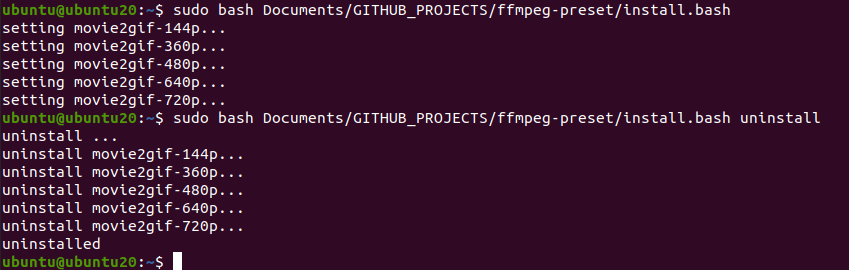 ubuntu@ubuntu20:~$ sudo bash Documents/GITHUB_PROJECTS/ffmpeg-preset/install.bash
setting movie2gif-144p...
setting movie2gif-360p...
setting movie2gif-480p...
setting movie2gif-640p...
setting movie2gif-720p...
ubuntu@ubuntu20:~$ sudo bash Documents/GITHUB_PROJECTS/ffmpeg-preset/install.bash uninstall
uninstall ...
uninstall movie2gif-144p...
uninstall movie2gif-360p...
uninstall movie2gif-480p...
uninstall movie2gif-640p...
uninstall movie2gif-720p...
uninstalled
ubuntu@ubuntu20:~$